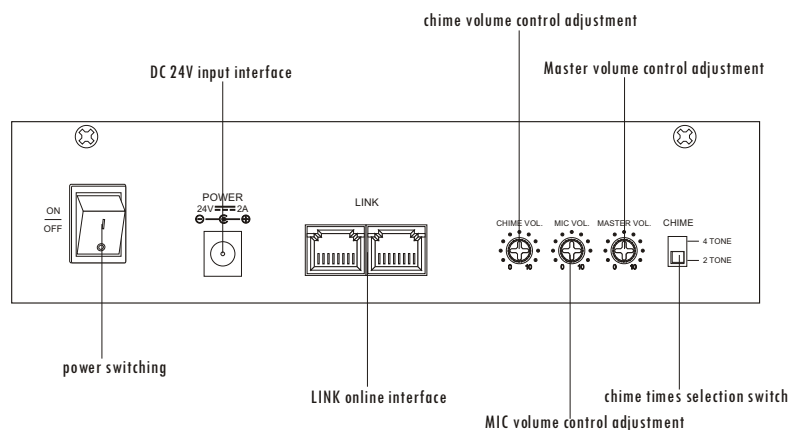 chime volume control adjustment
DC 24V input interface
Master volume control adjustment
ON
OFF
POWER
24V 2A
LINK
CHIME VOL.
MIC VOL.
MASTER VOL.
CHIME
0 10
0 10
0 10
4 TONE
2 TONE
power switching
LINK online interface
chime times selection switch
MIC volume control adjustment